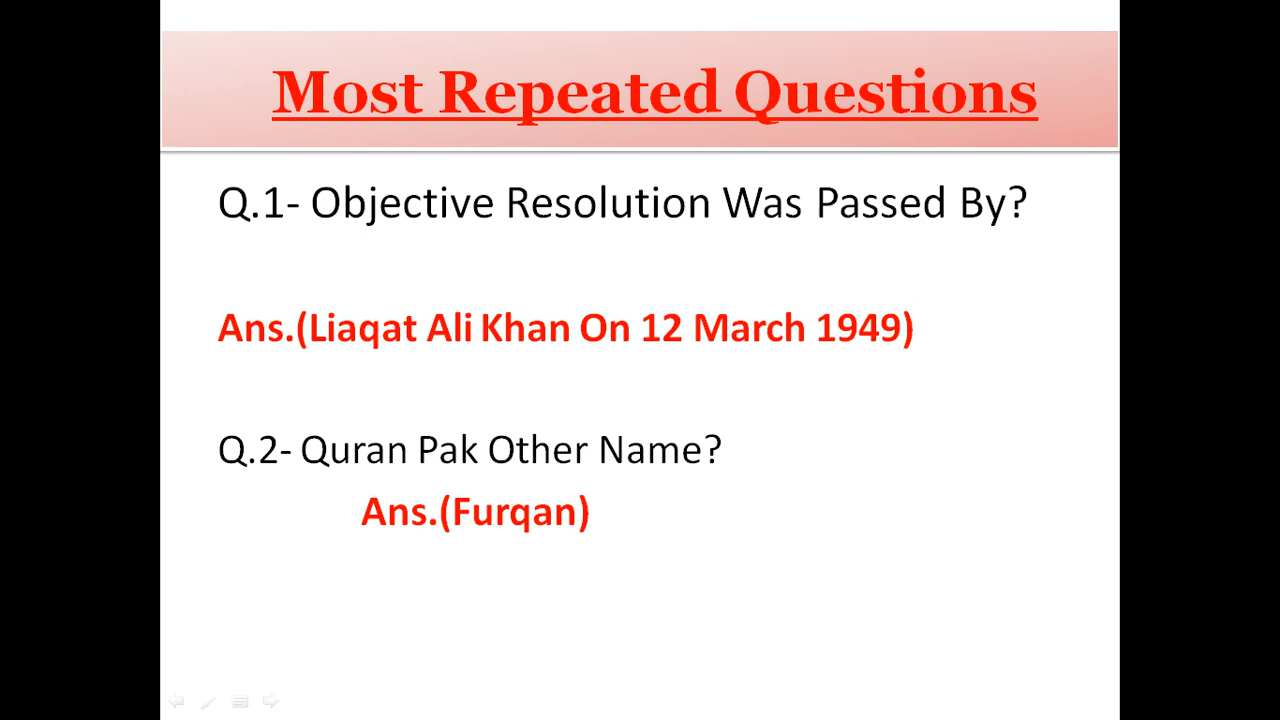 Most Repeated Questions
Q.1- Objective Resolution Was Passed By?
Ans.(Liaqat Ali Khan On 12 March 1949)
Q.2- Quran Pak Other Name?
Ans.(Furqan)